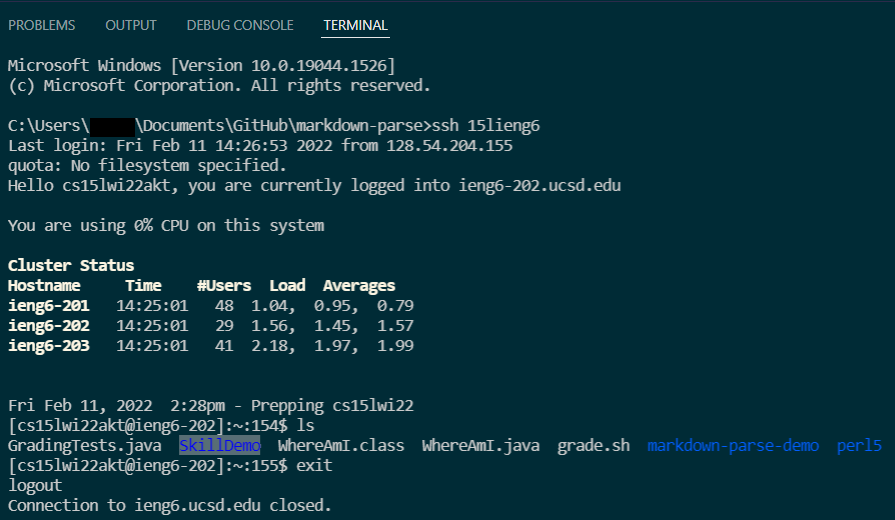 PROBLEMS OUTPUT DEBUG CONSOLE TERMINAL
Microsoft Windows [Version 10.0.19044.1526]
(c) Microsoft Corporation. All rights reserved.
C:\Users\ \Documents\GitHub\markdown-parse>ssh 15lieng6
Last login: Fri Feb 11 14:26:53 2022 from 128.54.204.155
quota: No filesystem specified.
Hello cs15lwi22akt, you are currently logged into ieng6-202.ucsd.edu
You are using 0% CPU on this system
Cluster Status
Hostname Time #Users Load Averages
ieng6-201 14:25:01 48 1.04, 0.95, 0.79
ieng6-202 14:25:01 29 1.56, 1.45, 1.57
ieng6-203 14:25:01 41 2.18, 1.97, 1.99
Fri Feb 11, 2022 2:28pm - Prepping cs15lwi22
[cs15lwi22akt@ieng6-202]:~:154$ ls
GradingTests.java SkillDemo WhereAmI.class WhereAmI.java grade.sh markdown-parse-demo perl5
[cs15lwi22akt@ieng6-202]:~:155$ exit
logout
Connection to ieng6.ucsd.edu closed.